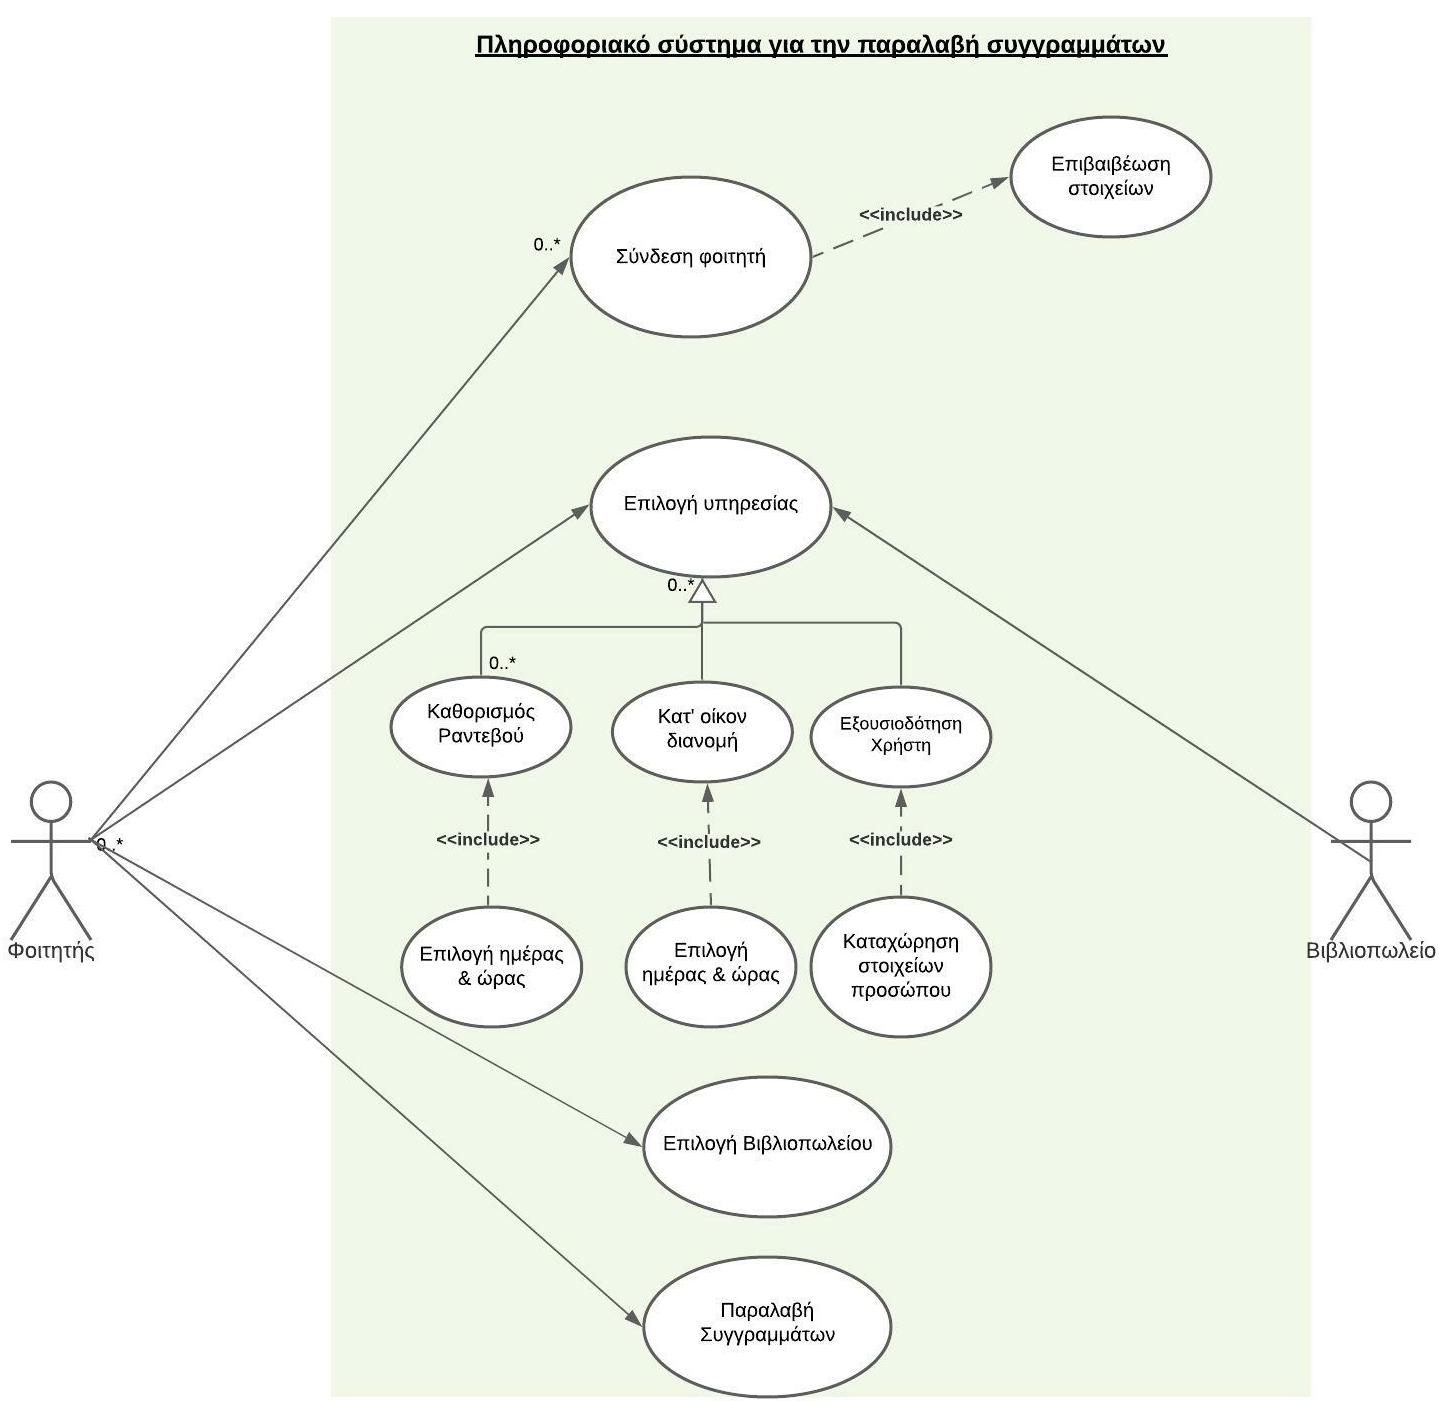 Πληροφοριακό σύστημα για την παραλαβή συγγραμμάτων
Επιβαιβέωση
στοιχείων
<<include>>
0..*
Σύνδεση φοιτητή
Επιλογή υπηρεσίας
0..*
0..*
Καθορισμός
Ραντεβού
Κατ' οίκον
διανομή
Εξουσιοδότηση
Χρήστη
<<include>>
<<include>>
<<include>>
0..*
Φοιτητής
Βιβλιοπωλείο
Επιλογή ημέρας
& ώρας
Επιλογή
ημέρας & ώρας
Καταχώρηση
στοιχείων
προσώπου
Επιλογή Βιβλιοπωλείου
Παραλαβή
Συγγραμμάτων